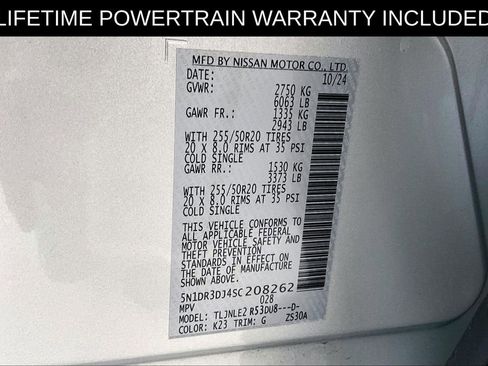 LIFETIME POWERTRAIN WARRANTY INCLUDED
MFD BY NISSAN MOTOR CO., LTD.
DATE: 10/24
GVWR: 2750 KG
6063 LB
GAWR FR.: 1335 KG
2943 LB
WITH 255/50R20 TIRES
20 X 8.0 RIMS AT 35 PSI
COLD SINGLE
GAWR RR.: 1530 KG
3373 LB
WITH 255/50R20 TIRES
20 X 8.0 RIMS AT 35 PSI
COLD SINGLE
THIS VEHICLE CONFORMS TO
ALL APPLICABLE FEDERAL
MOTOR VEHICLE SAFETY AND
THEFT PREVENTION
STANDARDS IN EFFECT ON
THE DATE OF MANUFACTURE
SHOWN ABOVE.
5N1DR3DJ4SC208262
MPV 028
MODEL: TLJNLE2 R53DU8---D-
COLOR: K23 TRIM: G ZS30A